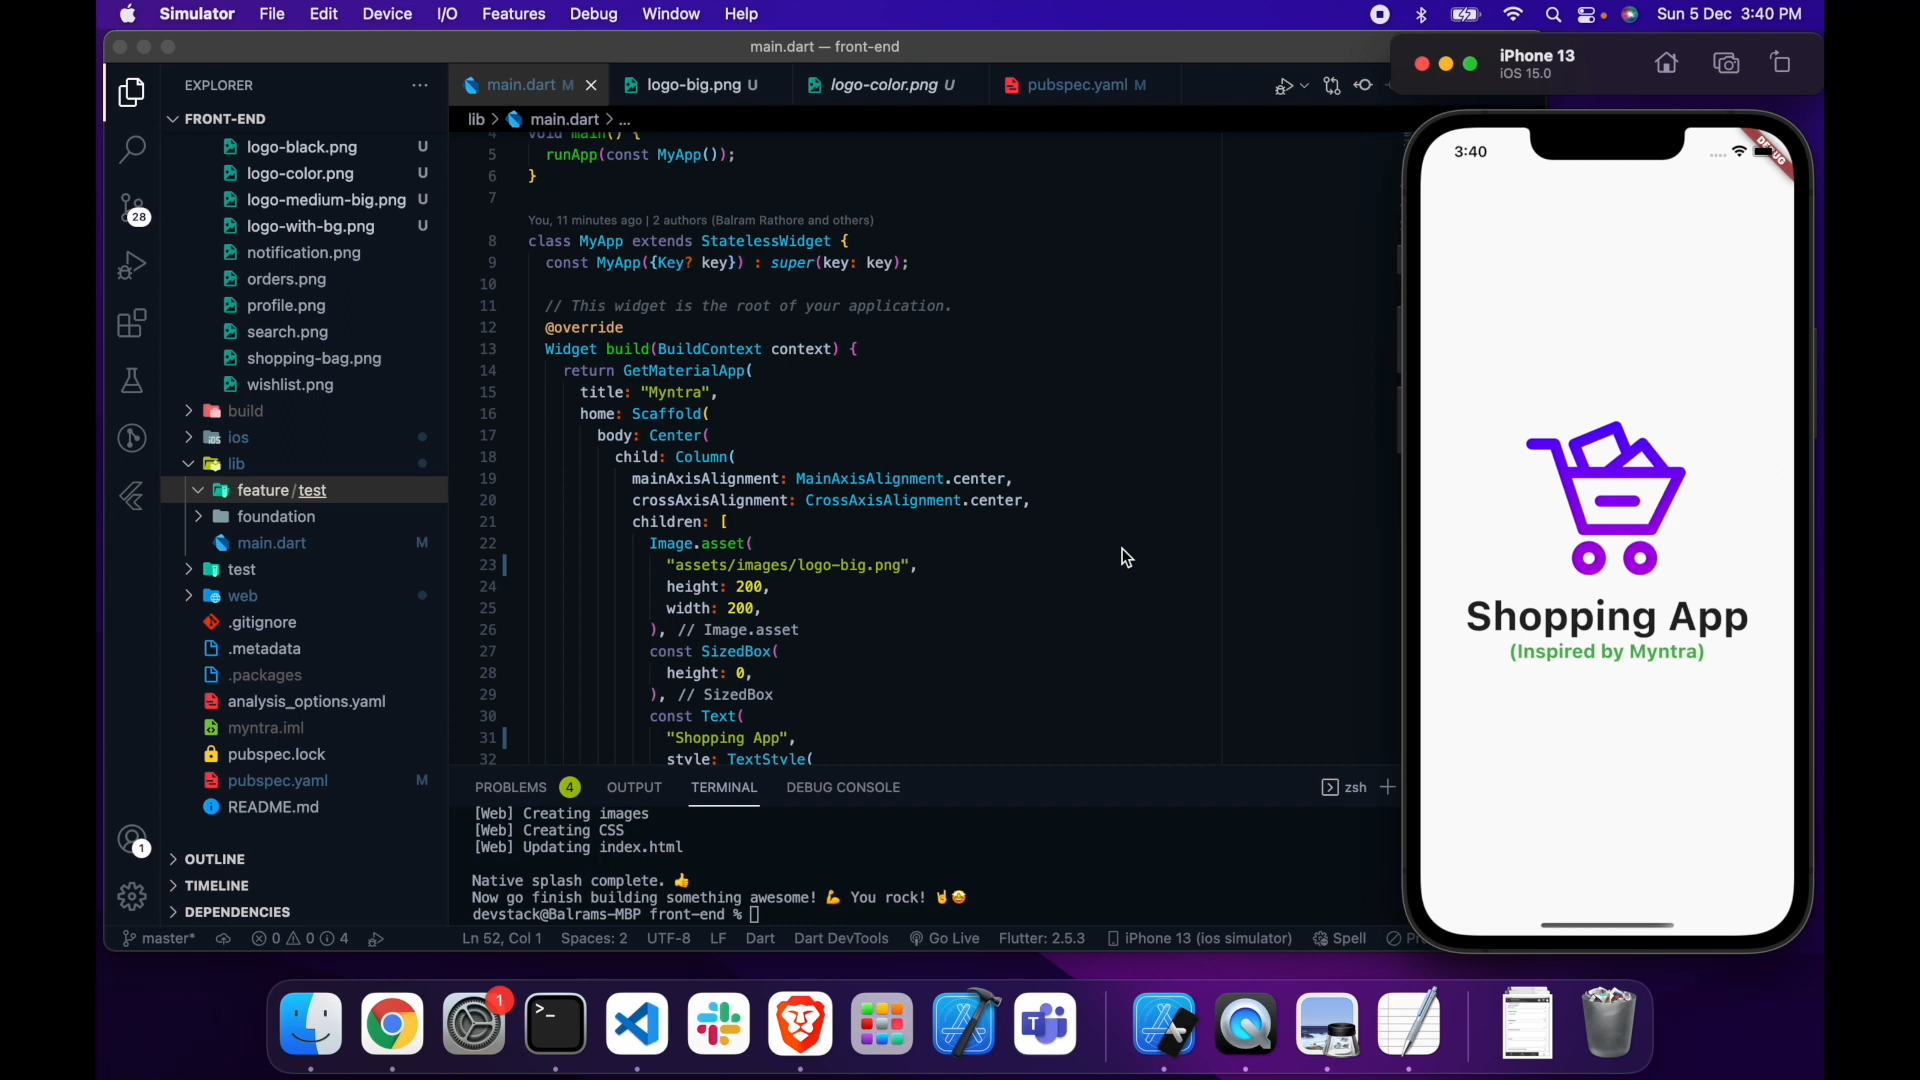 Simulator File Edit Device I/O Features Debug Window Help
Sun 5 Dec 3:40 PM
main.dart — front-end
iPhone 13
iOS 15.0
EXPLORER
main.dart M
logo-big.png U
logo-color.png U
pubspec.yaml M
FRONT-END
lib > main.dart > ...
logo-black.png U
logo-color.png U
logo-medium-big.png U
logo-with-bg.png U
notification.png
orders.png
profile.png
search.png
shopping-bag.png
wishlist.png
build
ios
lib
feature / test
foundation
main.dart M
test
web
.gitignore
.metadata
.packages
analysis_options.yaml
myntra.iml
pubspec.lock
pubspec.yaml M
README.md
OUTLINE
TIMELINE
DEPENDENCIES
28
1
4 void main() {
5 runApp(const MyApp());
6 }
7
You, 11 minutes ago | 2 authors (Balram Rathore and others)
8 class MyApp extends StatelessWidget {
9 const MyApp({Key? key}) : super(key: key);
10
11 // This widget is the root of your application.
12 @override
13 Widget build(BuildContext context) {
14 return GetMaterialApp(
15 title: "Myntra",
16 home: Scaffold(
17 body: Center(
18 child: Column(
19 mainAxisAlignment: MainAxisAlignment.center,
20 crossAxisAlignment: CrossAxisAlignment.center,
21 children: [
22 Image.asset(
23 "assets/images/logo-big.png",
24 height: 200,
25 width: 200,
26 ), // Image.asset
27 const SizedBox(
28 height: 0,
29 ), // SizedBox
30 const Text(
31 "Shopping App",
32 style: TextStyle(
PROBLEMS 4 OUTPUT TERMINAL DEBUG CONSOLE
zsh
[Web] Creating images
[Web] Creating CSS
[Web] Updating index.html
Native splash complete. 👍
Now go finish building something awesome! 💪 You rock! 🤘🤩
devstack@Balrams-MBP front-end %
master* 0 0 4
Ln 52, Col 1 Spaces: 2 UTF-8 LF Dart Dart DevTools Go Live Flutter: 2.5.3 iPhone 13 (ios simulator) Spell
3:40
DEBUG
Shopping App
(Inspired by Myntra)
1